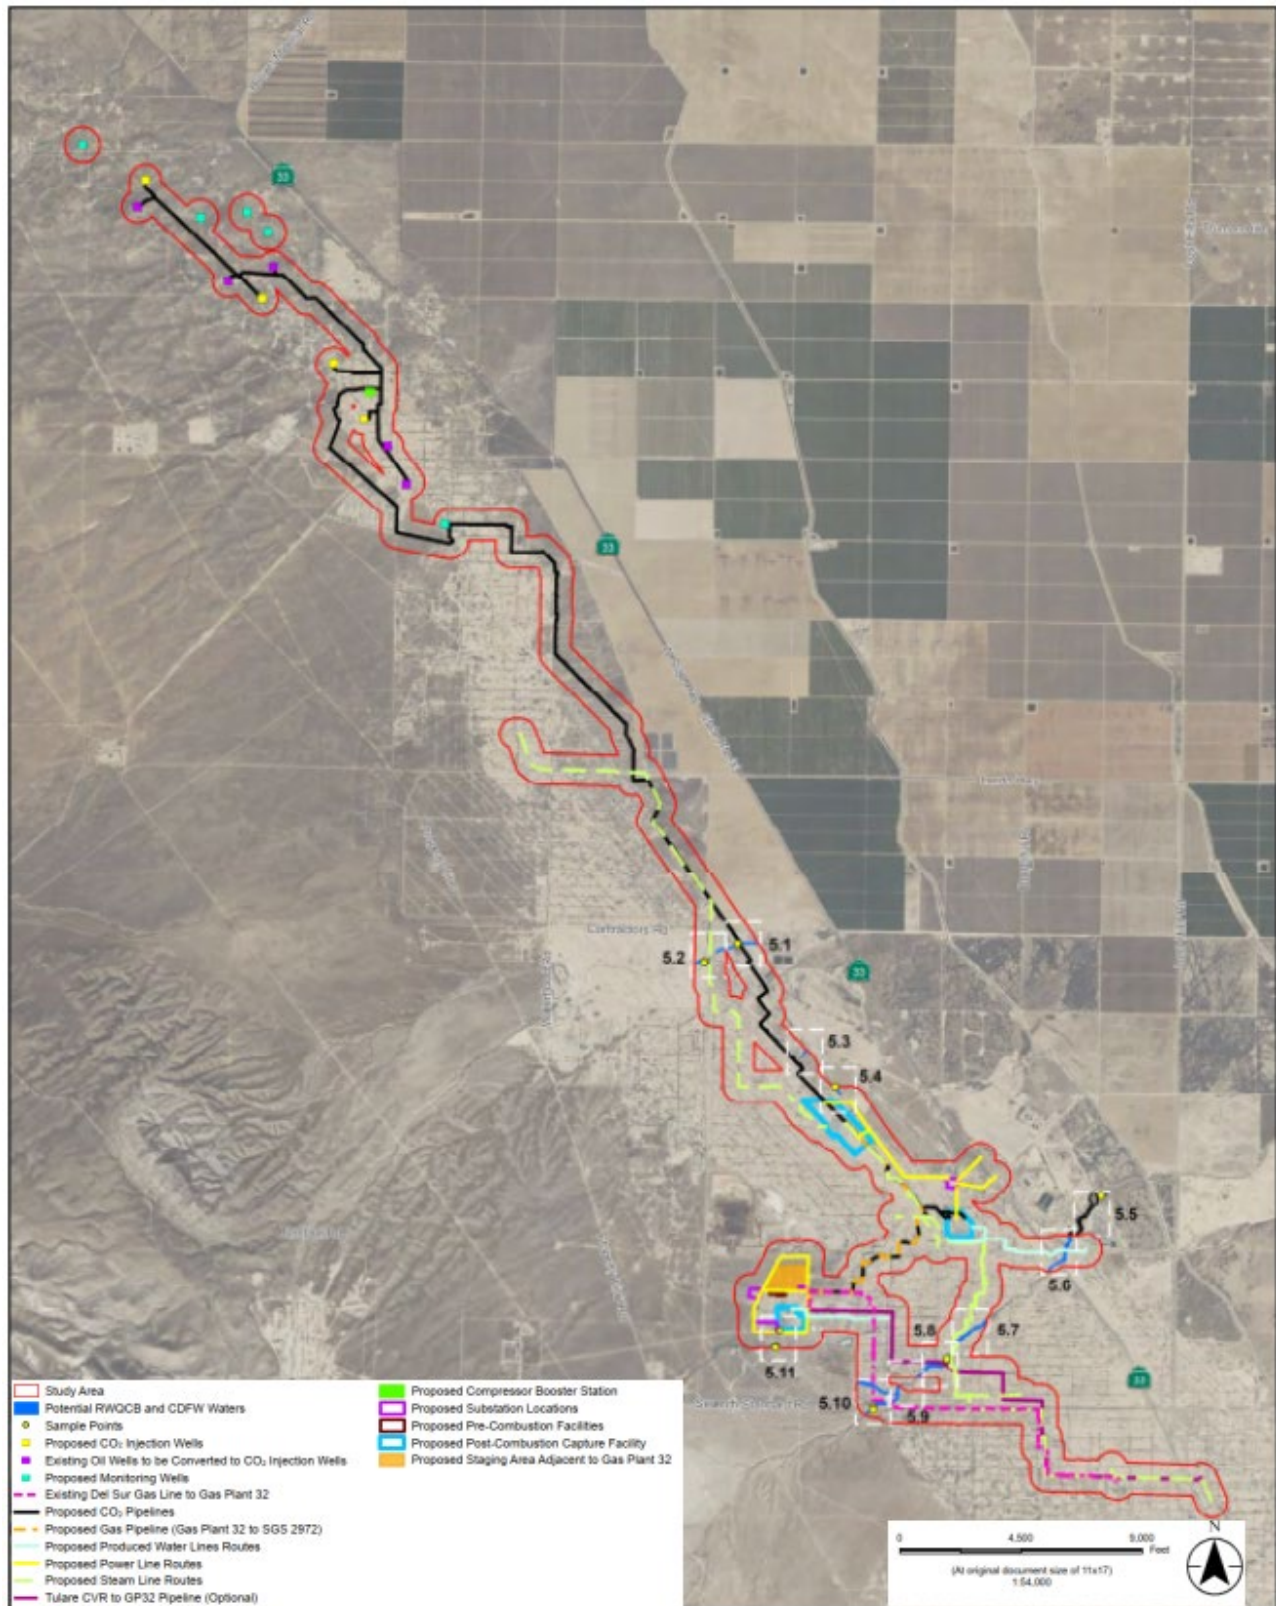 33
33
Contractors Rd
5.1
5.2
33
5.3
5.4
5.5
5.6
5.8
5.7
5.11
33
5.10
5.9
Study Area
Potential RWQCB and CDFW Waters
Sample Points
Proposed CO₂ Injection Wells
Existing Oil Wells to be Converted to CO₂ Injection Wells
Proposed Monitoring Wells
Existing Del Sur Gas Line to Gas Plant 32
Proposed CO₂ Pipelines
Proposed Gas Pipeline (Gas Plant 32 to SGS 2972)
Proposed Produced Water Lines Routes
Proposed Power Line Routes
Proposed Steam Line Routes
Tulare CVR to GP32 Pipeline (Optional)
Proposed Compressor Booster Station
Proposed Substation Locations
Proposed Pre-Combustion Facilities
Proposed Post-Combustion Capture Facility
Proposed Staging Area Adjacent to Gas Plant 32
0 4,500 9,000
Feet
(At original document size of 11x17)
1:54,000
N